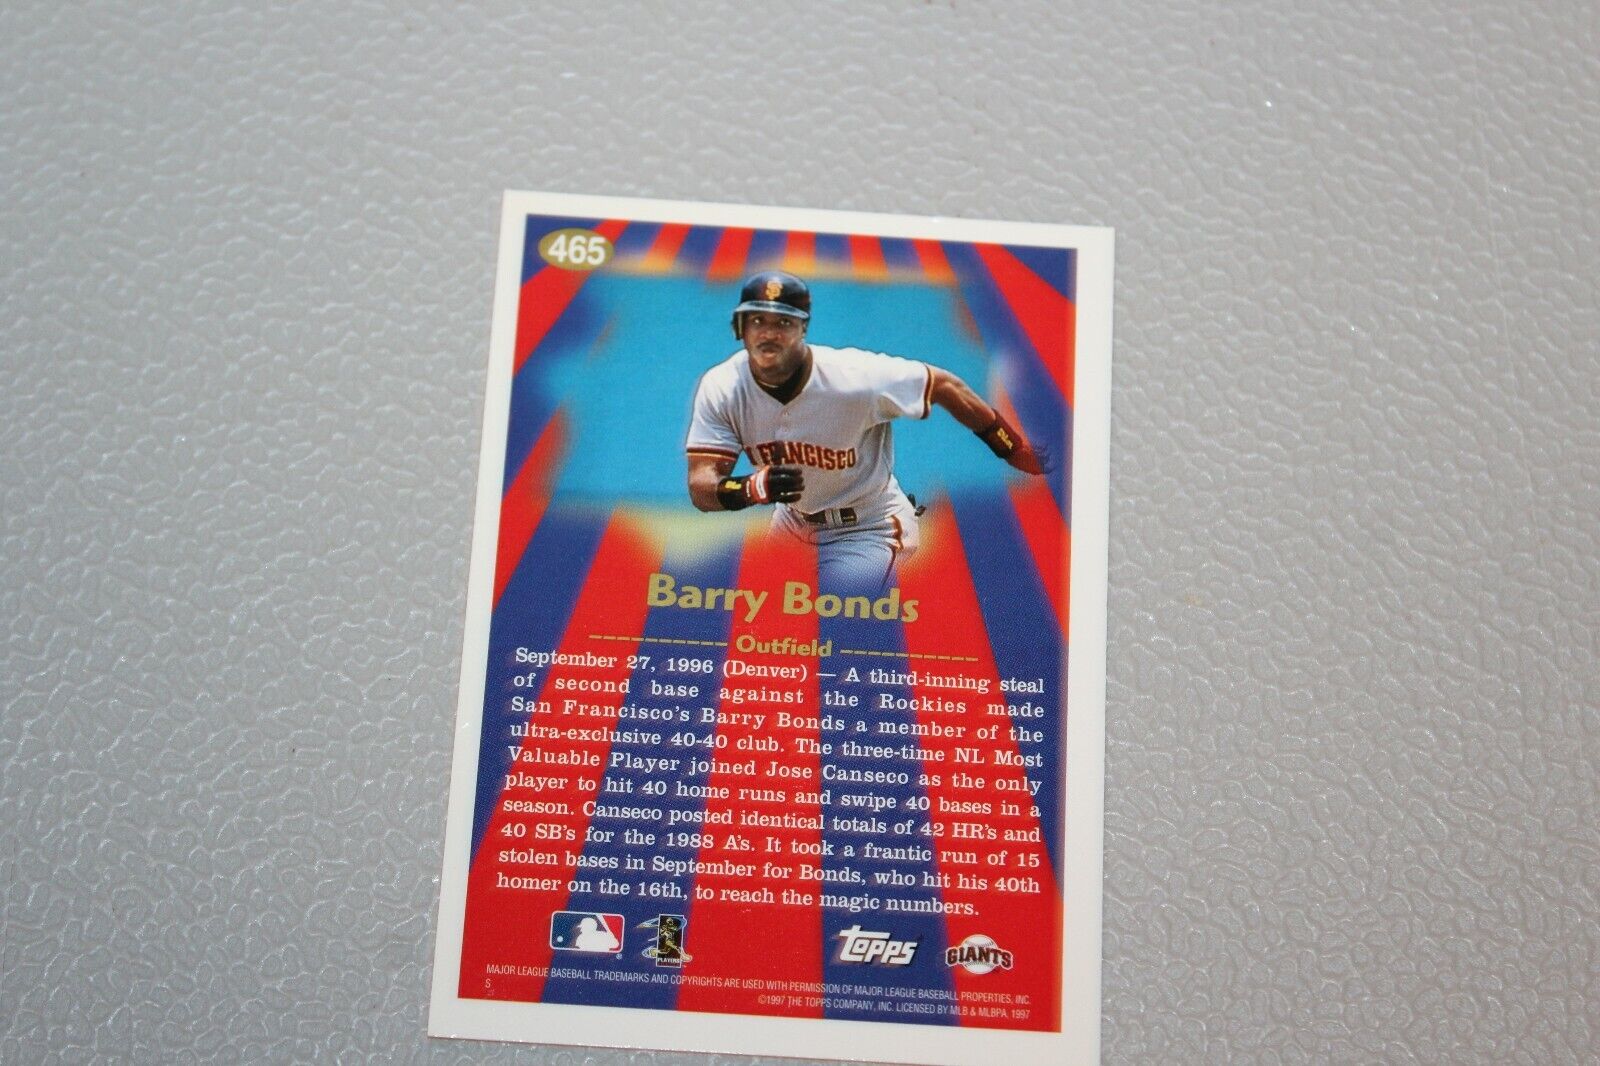 465
SF
FRANCISCO
Barry Bonds
Outfield
September 27, 1996 (Denver) — A third-inning steal
of second base against the Rockies made
San Francisco's Barry Bonds a member of the
ultra-exclusive 40-40 club. The three-time NL Most
Valuable Player joined Jose Canseco as the only
player to hit 40 home runs and swipe 40 bases in a
season. Canseco posted identical totals of 42 HR's and
40 SB's for the 1988 A's. It took a frantic run of 15
stolen bases in September for Bonds, who hit his 40th
homer on the 16th, to reach the magic numbers.
PLAYERS
Topps
GIANTS
MAJOR LEAGUE BASEBALL TRADEMARKS AND COPYRIGHTS ARE USED WITH PERMISSION OF MAJOR LEAGUE BASEBALL PROPERTIES, INC.
S
©1997 THE TOPPS COMPANY, INC. LICENSED BY MLB & MLBPA, 1997